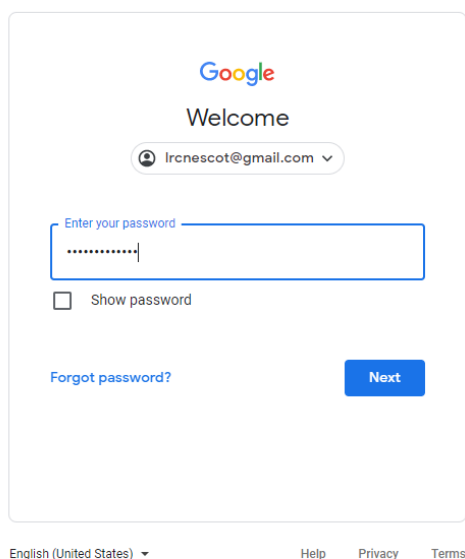 Google
Welcome
lrcnescot@gmail.com
Enter your password
•••••••••••••
Show password
Forgot password? Next
English (United States) Help Privacy Terms